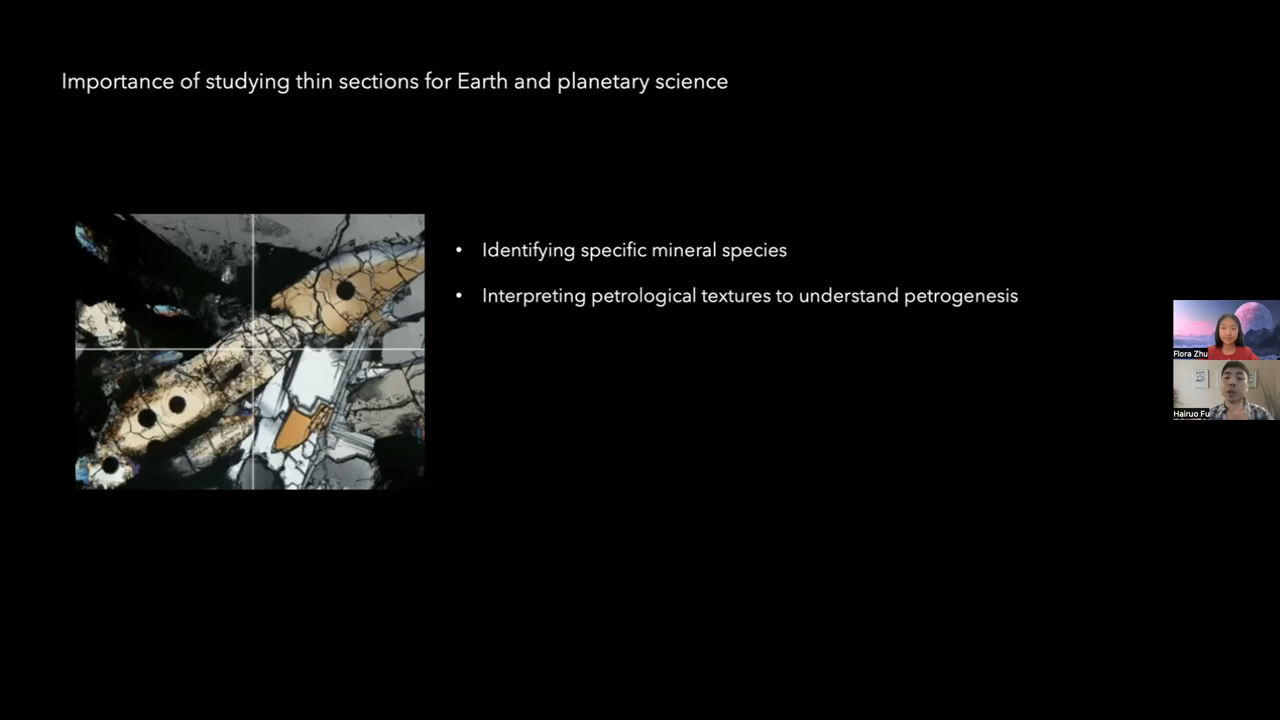 Importance of studying thin sections for Earth and planetary science
• Identifying specific mineral species
• Interpreting petrological textures to understand petrogenesis
Flora Zhu
Hairuo Fu